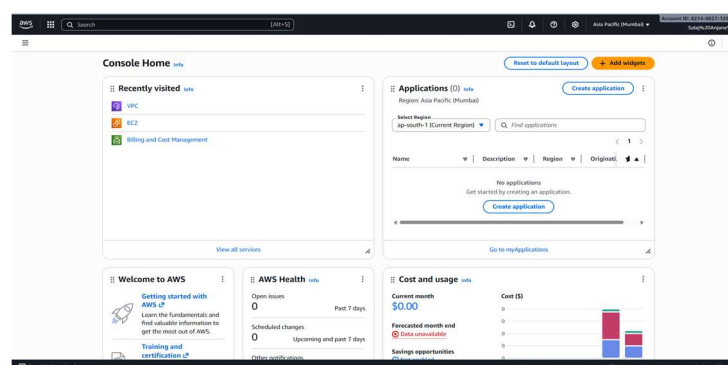 aws
Search
[Alt+S]
Asia Pacific (Mumbai)
Console Home Info
Reset to default layout
+ Add widgets
Recently visited Info
VPC
EC2
Billing and Cost Management
View all services
Applications (0) Info
Create application
Region: Asia Pacific (Mumbai)
Select Region
ap-south-1 (Current Region)
Find applications
1
Name
Description
Region
No applications
Get started by creating an application.
Create application
Go to myApplications
Welcome to AWS
Getting started with
AWS
Learn the fundamentals and
find valuable information to
get the most out of AWS.
Training and
certification
AWS Health Info
Open issues
0
Past 7 days
Scheduled changes
0
Upcoming and past 7 days
Other notifications
Cost and usage Info
Current month
$0.00
Forecasted month end
Data unavailable
Savings opportunities
Cost ($)
0
0
0
0
0